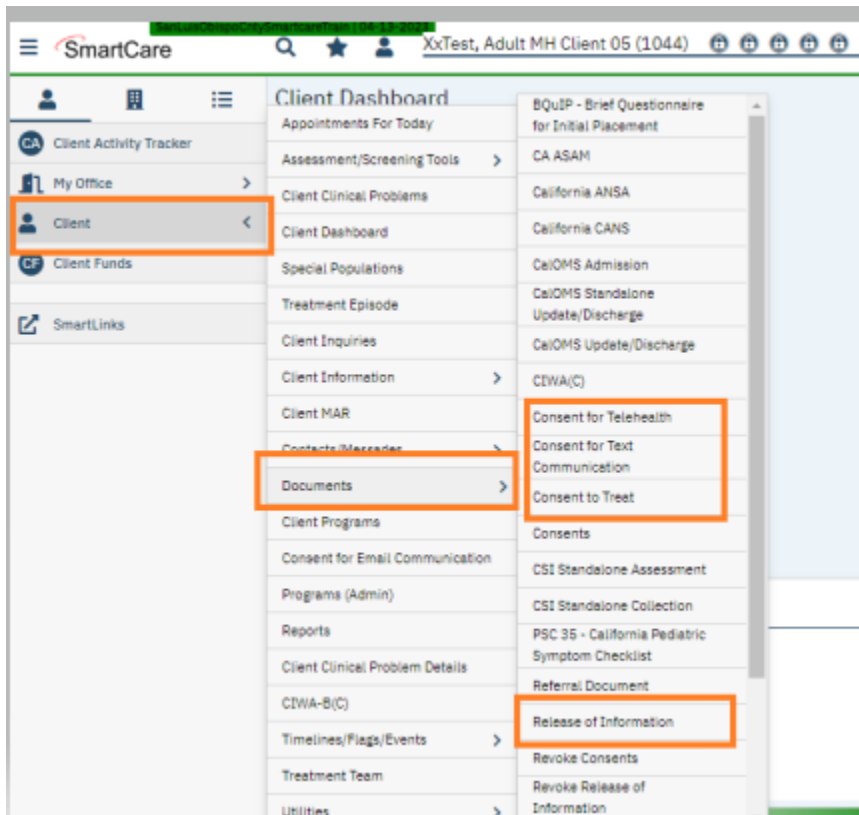 SanLuisObispoCntySmartcareTrain | 04-13-2023
SmartCare
XxTest, Adult MH Client 05 (1044)
Client Dashboard
CA Client Activity Tracker
My Office
Client
CF Client Funds
SmartLinks
Appointments For Today
Assessment/Screening Tools
Client Clinical Problems
Client Dashboard
Special Populations
Treatment Episode
Client Inquiries
Client Information
Client MAR
Contacts/Messages
Documents
Client Programs
Consent for Email Communication
Programs (Admin)
Reports
Client Clinical Problem Details
CIWA-B(C)
Timelines/Flags/Events
Treatment Team
Utilities
BQuIP - Brief Questionnaire
for Initial Placement
CA ASAM
California ANSA
California CANS
CalOMS Admission
CalOMS Standalone
Update/Discharge
CalOMS Update/Discharge
CIWA(C)
Consent for Telehealth
Consent for Text
Communication
Consent to Treat
Consents
CSI Standalone Assessment
CSI Standalone Collection
PSC 35 - California Pediatric
Symptom Checklist
Referral Document
Release of Information
Revoke Consents
Revoke Release of
Information